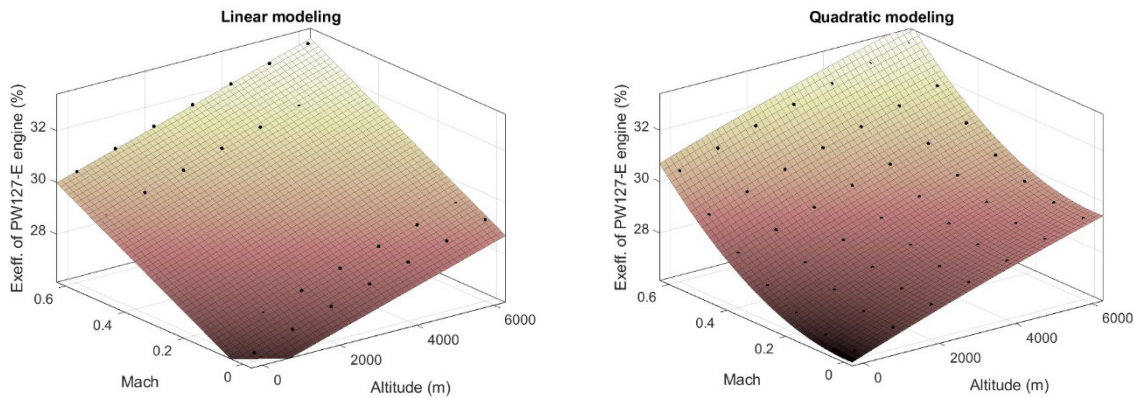 Linear modeling
Exeff. of PW127-E engine (%)
32
30
28
0.6
0.4
0.2
0
Mach
0
2000
4000
6000
Altitude (m)
Quadratic modeling
Exeff. of PW127-E engine (%)
32
30
28
0.6
0.4
0.2
0
Mach
0
2000
4000
6000
Altitude (m)